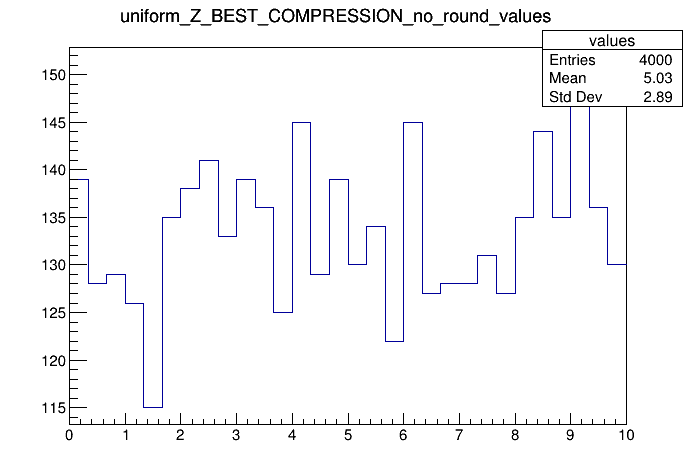 uniform_Z_BEST_COMPRESSION_no_round_values
values
Entries 4000
Mean 5.03
Std Dev 2.89
150
145
140
135
130
125
120
115
0 1 2 3 4 5 6 7 8 9 10